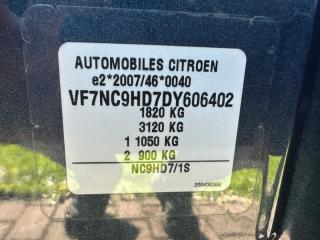 AUTOMOBILES CITROEN
e2*2007/46*0040
VF7NC9HD7DY606402
1820 KG
3120 KG
1 1050 KG
2 900 KG
NC9HD7/1S